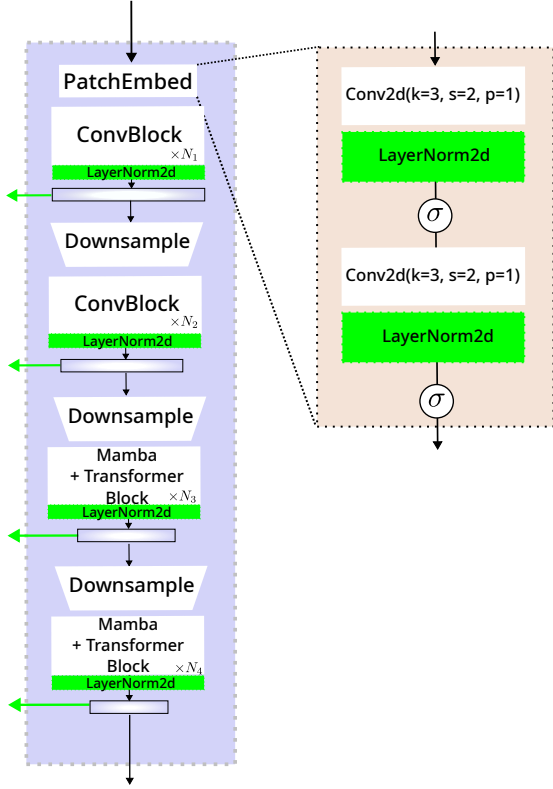 PatchEmbed
ConvBlock
×N₁
LayerNorm2d
Downsample
ConvBlock
×N₂
LayerNorm2d
Downsample
Mamba
+ Transformer
Block
×N₃
LayerNorm2d
Downsample
Mamba
+ Transformer
Block
×N₄
LayerNorm2d
Conv2d(k=3, s=2, p=1)
LayerNorm2d
σ
Conv2d(k=3, s=2, p=1)
LayerNorm2d
σ